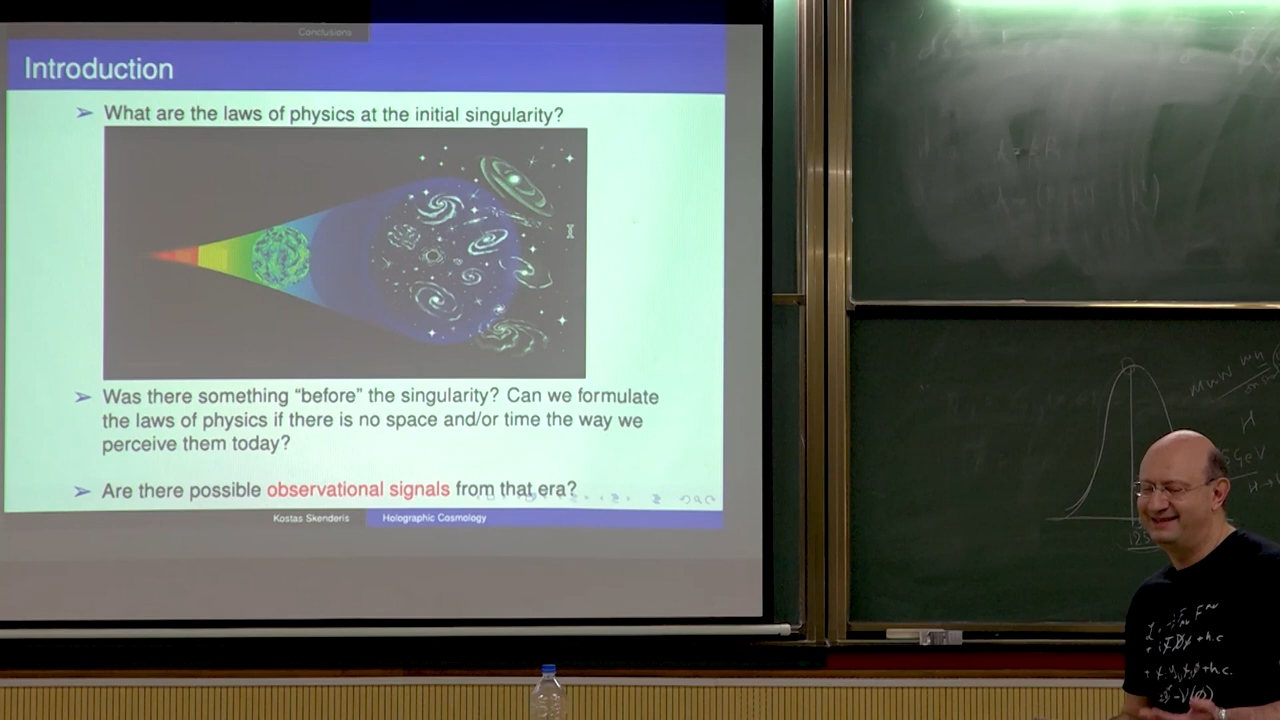 Conclusions
Introduction
➢ What are the laws of physics at the initial singularity?
➢ Was there something “before” the singularity? Can we formulate
the laws of physics if there is no space and/or time the way we
perceive them today?
➢ Are there possible observational signals from that era?
Kostas Skenderis Holographic Cosmology
H
+ h.c
+ h.c.
-V(φ)